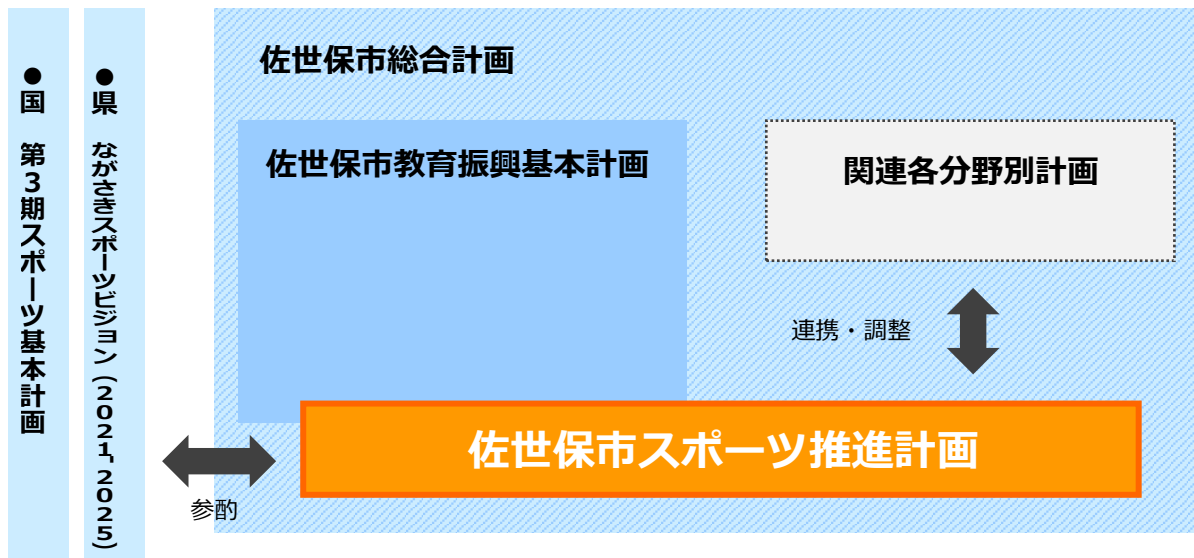 ●国　第３期スポーツ基本計画
●県　ながさきスポーツビジョン（2021,2025）
佐世保市総合計画
佐世保市教育振興基本計画
関連各分野別計画
連携・調整
佐世保市スポーツ推進計画
参酌